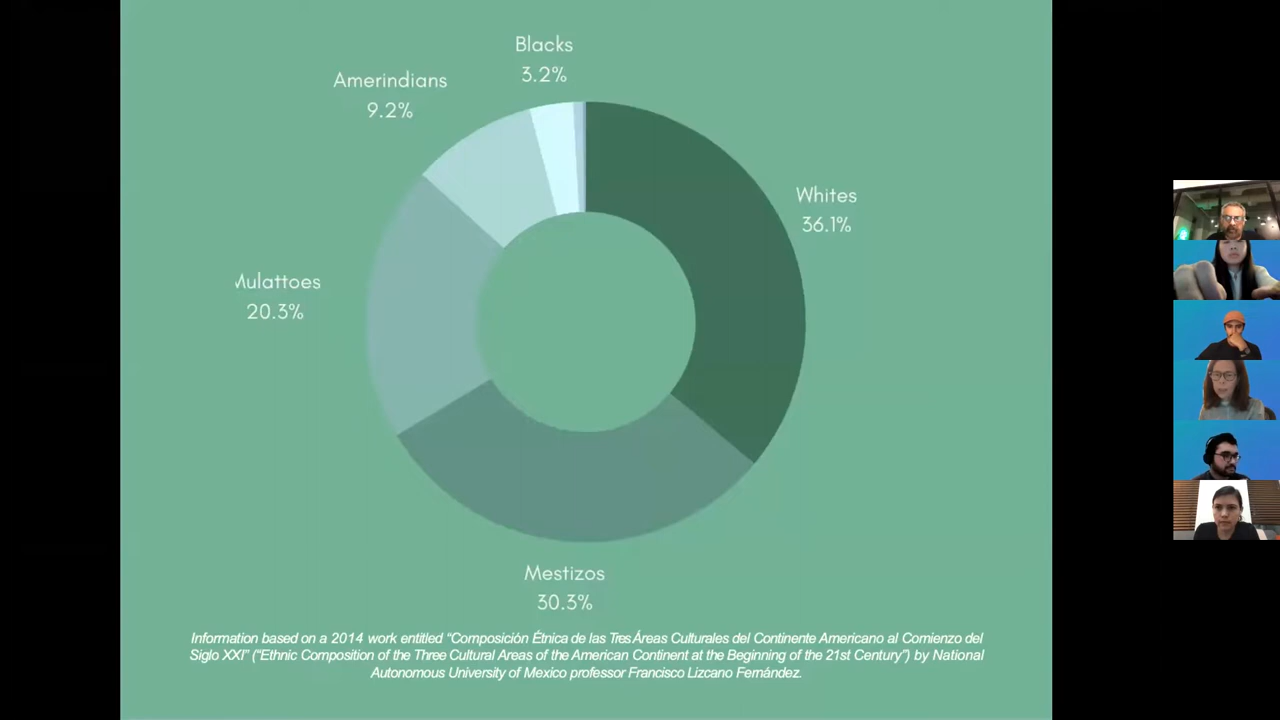 Blacks
3.2%
Amerindians
9.2%
Whites
36.1%
Mulattoes
20.3%
Mestizos
30.3%
Information based on a 2014 work entitled “Composición Étnica de las Tres Áreas Culturales del Continente Americano al Comienzo del
Siglo XXI” (“Ethnic Composition of the Three Cultural Areas of the American Continent at the Beginning of the 21st Century”) by National
Autonomous University of Mexico professor Francisco Lizcano Fernández.